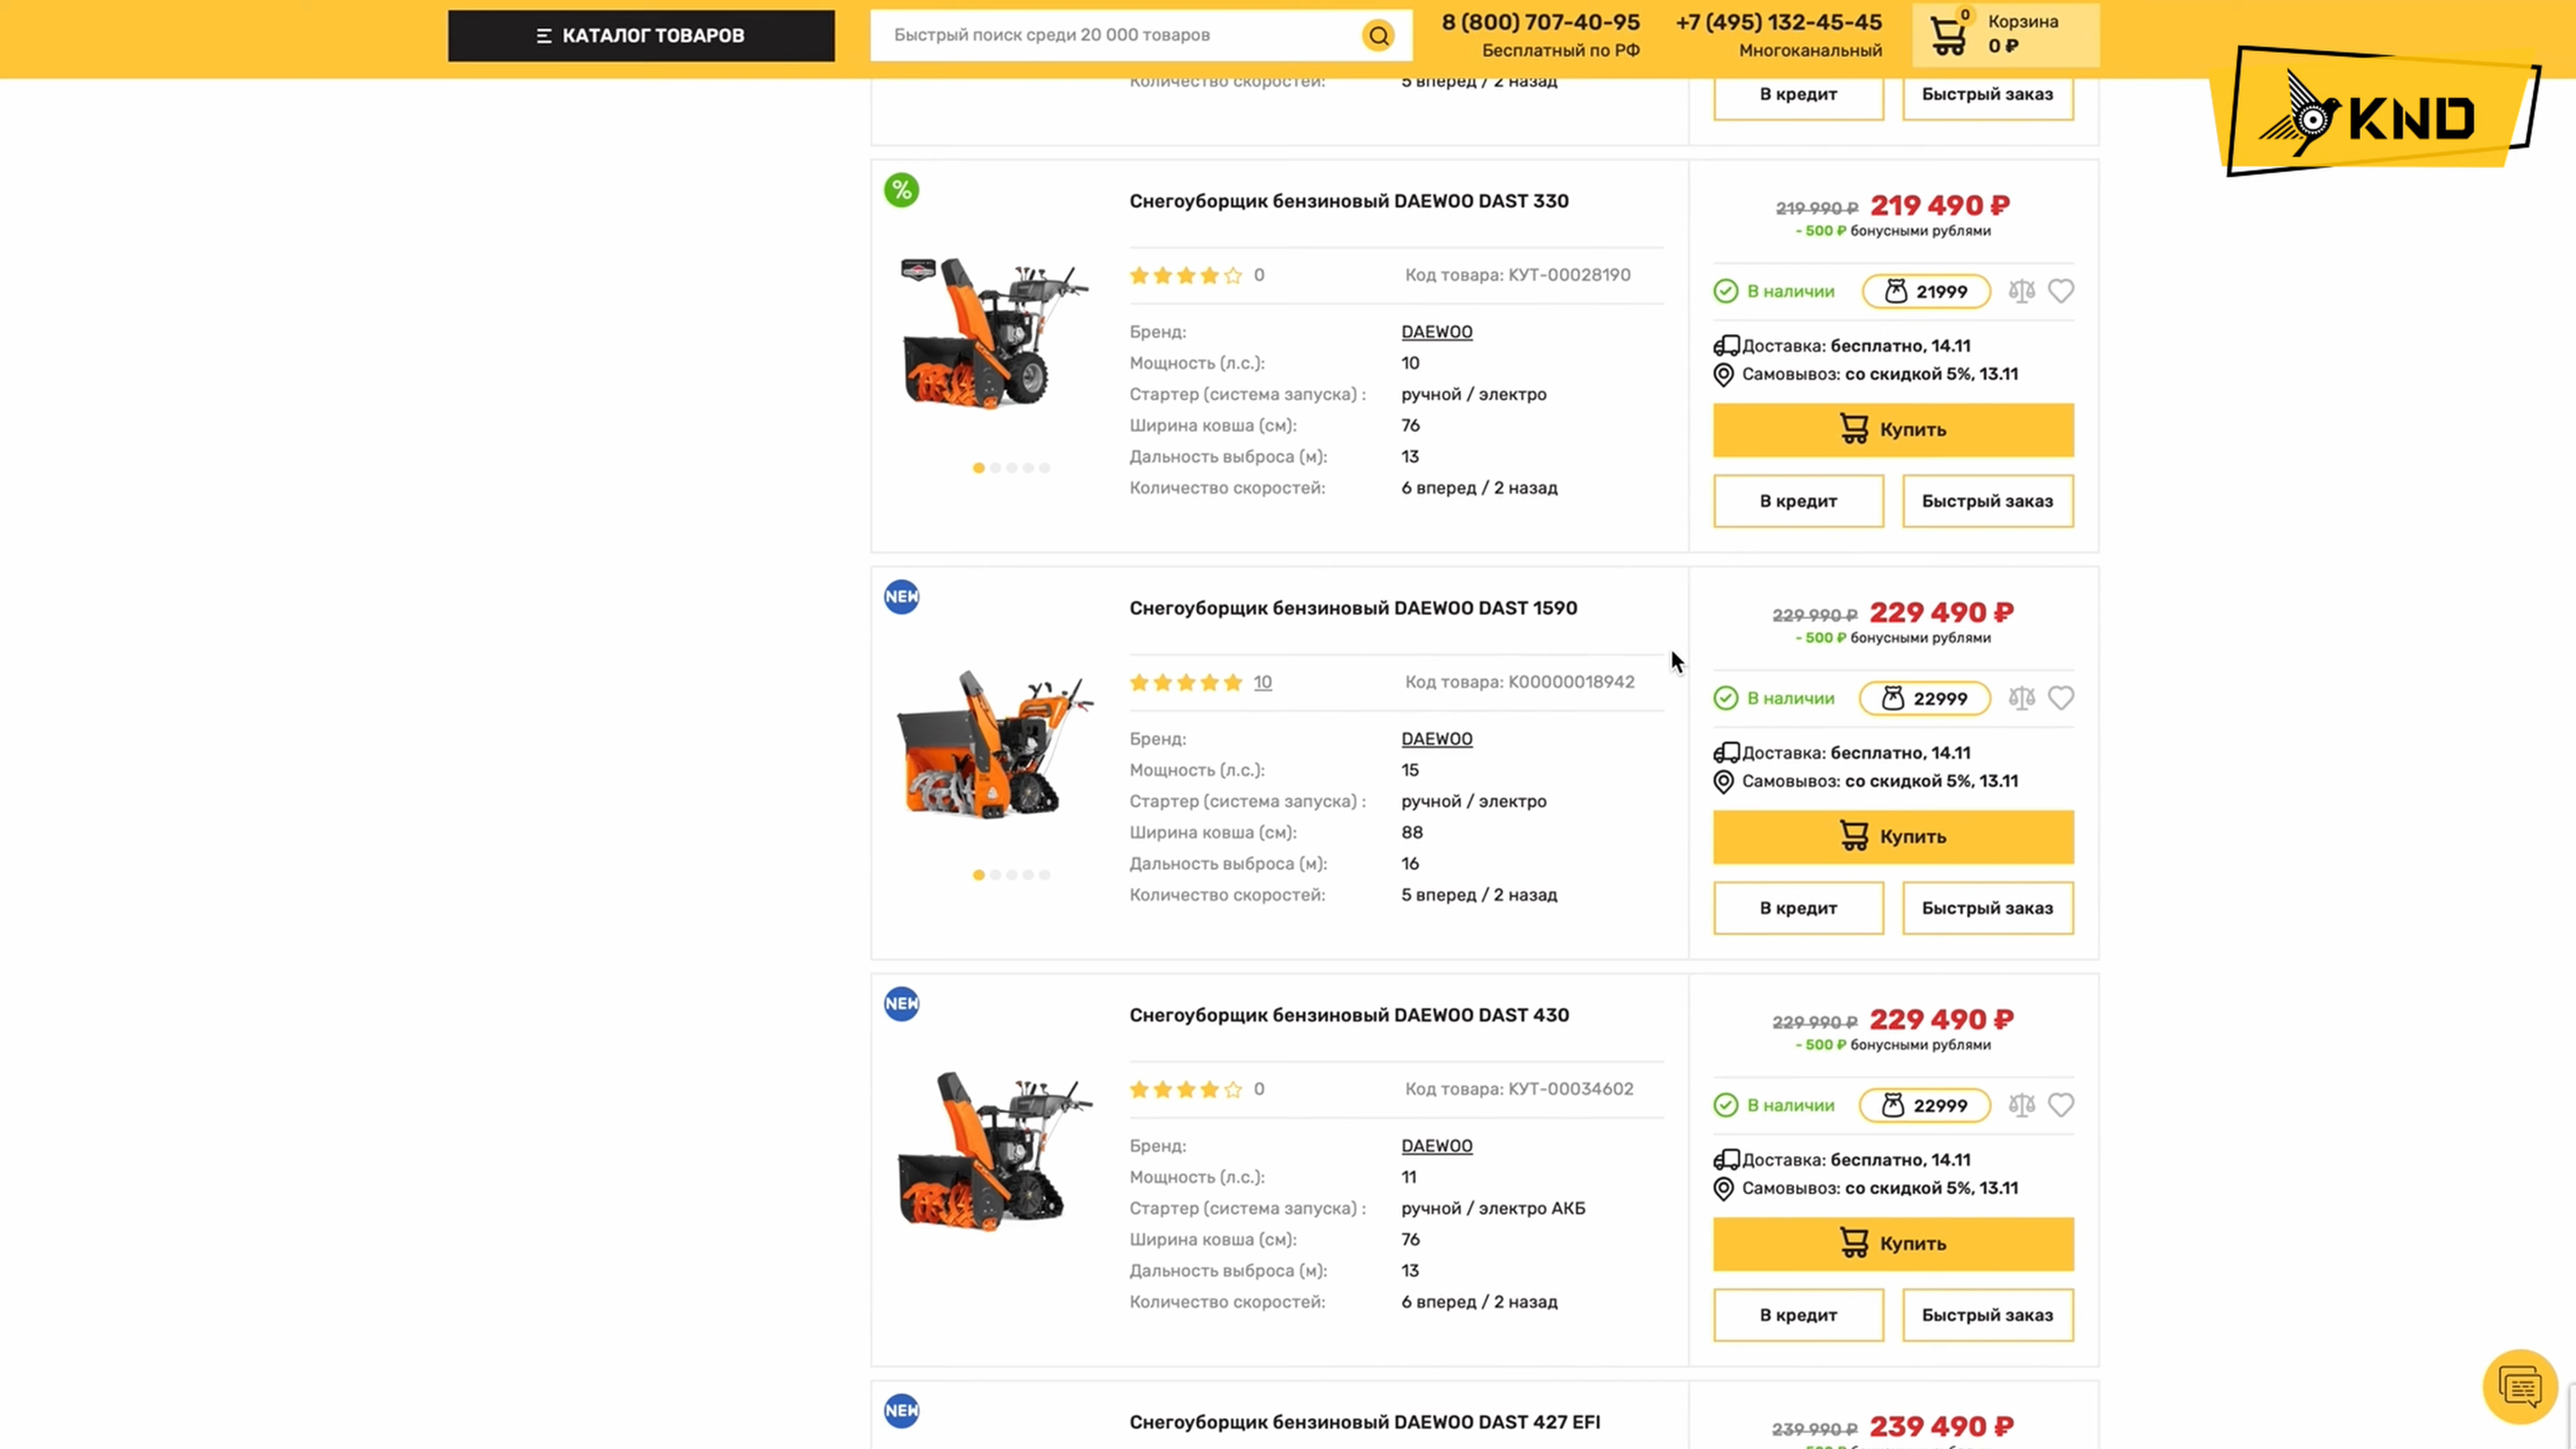 КАТАЛОГ ТОВАРОВ
Быстрый поиск среди 20 000 товаров
8 (800) 707-40-95
Бесплатный по РФ
+7 (495) 132-45-45
Многоканальный
0
Корзина
0 ₽
KND
Количество скоростей: 5 вперед / 2 назад
В кредит
Быстрый заказ
%
Снегоуборщик бензиновый DAEWOO DAST 330
0
Код товара: КУТ-00028190
Бренд: DAEWOO
Мощность (л.с.): 10
Стартер (система запуска) : ручной / электро
Ширина ковша (см): 76
Дальность выброса (м): 13
Количество скоростей: 6 вперед / 2 назад
219 990 ₽ 219 490 ₽
- 500 ₽ бонусными рублями
В наличии
21999
Доставка: бесплатно, 14.11
Самовывоз: со скидкой 5%, 13.11
Купить
В кредит
Быстрый заказ
NEW
Снегоуборщик бензиновый DAEWOO DAST 1590
10
Код товара: К00000018942
Бренд: DAEWOO
Мощность (л.с.): 15
Стартер (система запуска) : ручной / электро
Ширина ковша (см): 88
Дальность выброса (м): 16
Количество скоростей: 5 вперед / 2 назад
229 990 ₽ 229 490 ₽
- 500 ₽ бонусными рублями
В наличии
22999
Доставка: бесплатно, 14.11
Самовывоз: со скидкой 5%, 13.11
Купить
В кредит
Быстрый заказ
NEW
Снегоуборщик бензиновый DAEWOO DAST 430
0
Код товара: КУТ-00034602
Бренд: DAEWOO
Мощность (л.с.): 11
Стартер (система запуска) : ручной / электро АКБ
Ширина ковша (см): 76
Дальность выброса (м): 13
Количество скоростей: 6 вперед / 2 назад
229 990 ₽ 229 490 ₽
- 500 ₽ бонусными рублями
В наличии
22999
Доставка: бесплатно, 14.11
Самовывоз: со скидкой 5%, 13.11
Купить
В кредит
Быстрый заказ
NEW
Снегоуборщик бензиновый DAEWOO DAST 427 EFI
239 990 ₽ 239 490 ₽